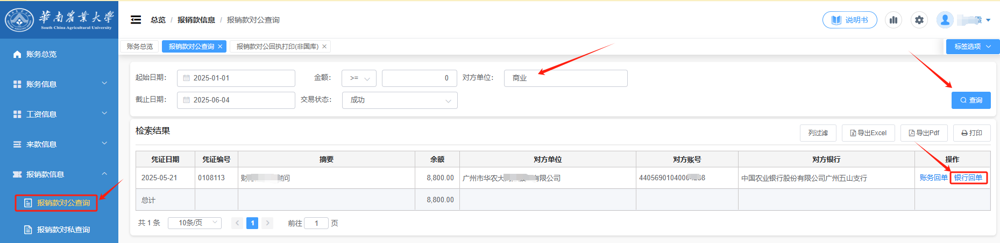 華南農業大學
South China Agricultural University
总览 / 报销款信息 / 报销款对公查询
说明书
霞
账务总览
报销款对公查询 ×
报销款对公回执打印(非国库) ×
标签选项
账务总览
账务信息
工资信息
来款信息
报销款信息
报销款对公查询
报销款对私查询
起始日期: 2025-01-01 金额: >= 0 对方单位: 商业
截止日期: 2025-06-04 交易状态: 成功
查询
检索结果
列过滤 导出Excel 导出Pdf 打印
凭证日期 凭证编号 摘要 余额 对方单位 对方账号 对方银行 操作
2025-05-21 0108113 财 慰问 8,800.00 广州市华农大 有限公司 44056901040004 38 中国农业银行股份有限公司广州五山支行 账务回单 银行回单
总计 8,800.00
共 1 条 10条/页 < 1 > 前往 1 页